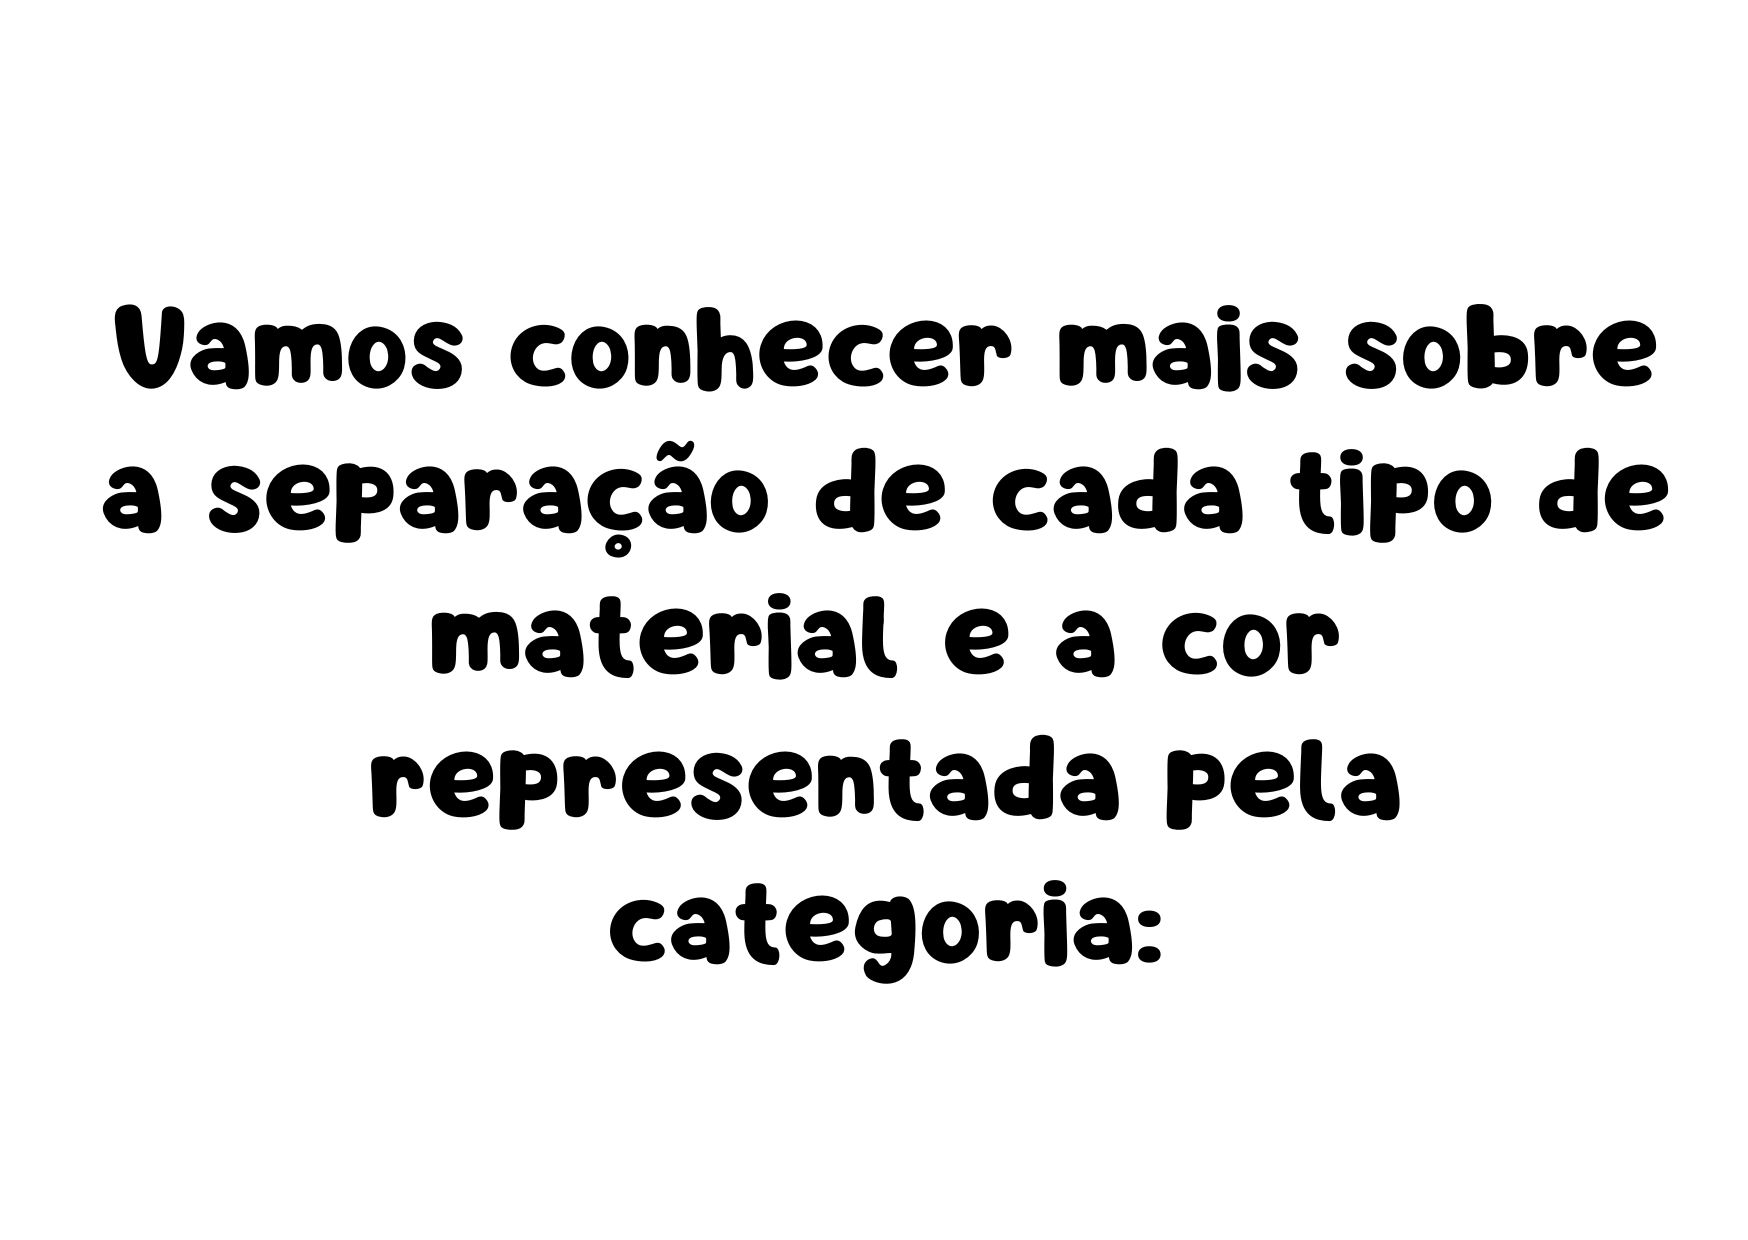 Vamos conhecer mais sobre
a separação de cada tipo de
material e a cor
representada pela
categoria: